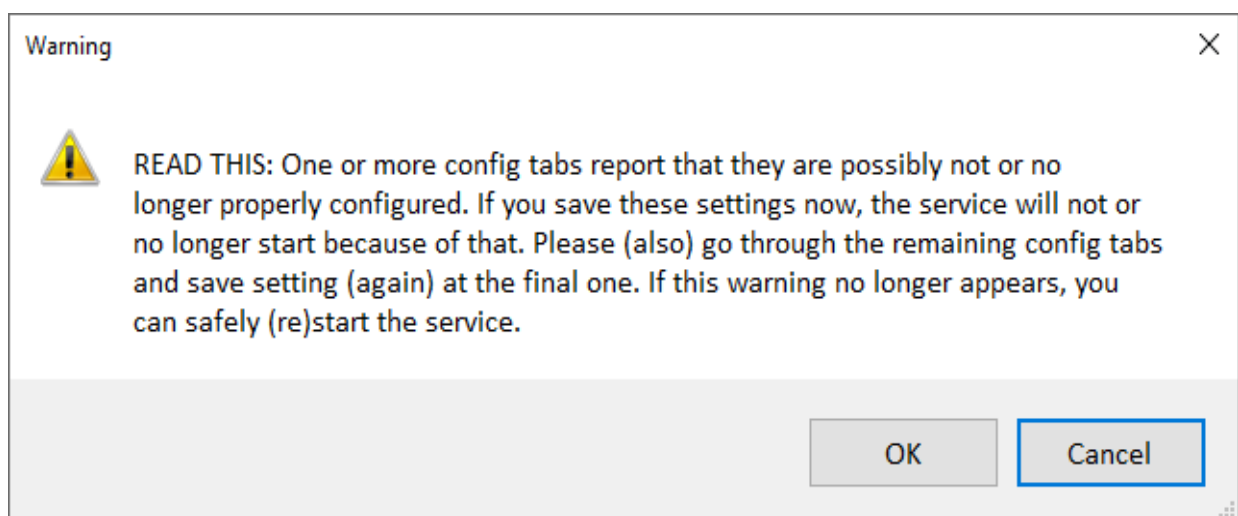 Warning
READ THIS: One or more config tabs report that they are possibly not or no
longer properly configured. If you save these settings now, the service will not or
no longer start because of that. Please (also) go through the remaining config tabs
and save setting (again) at the final one. If this warning no longer appears, you
can safely (re)start the service.
OK
Cancel